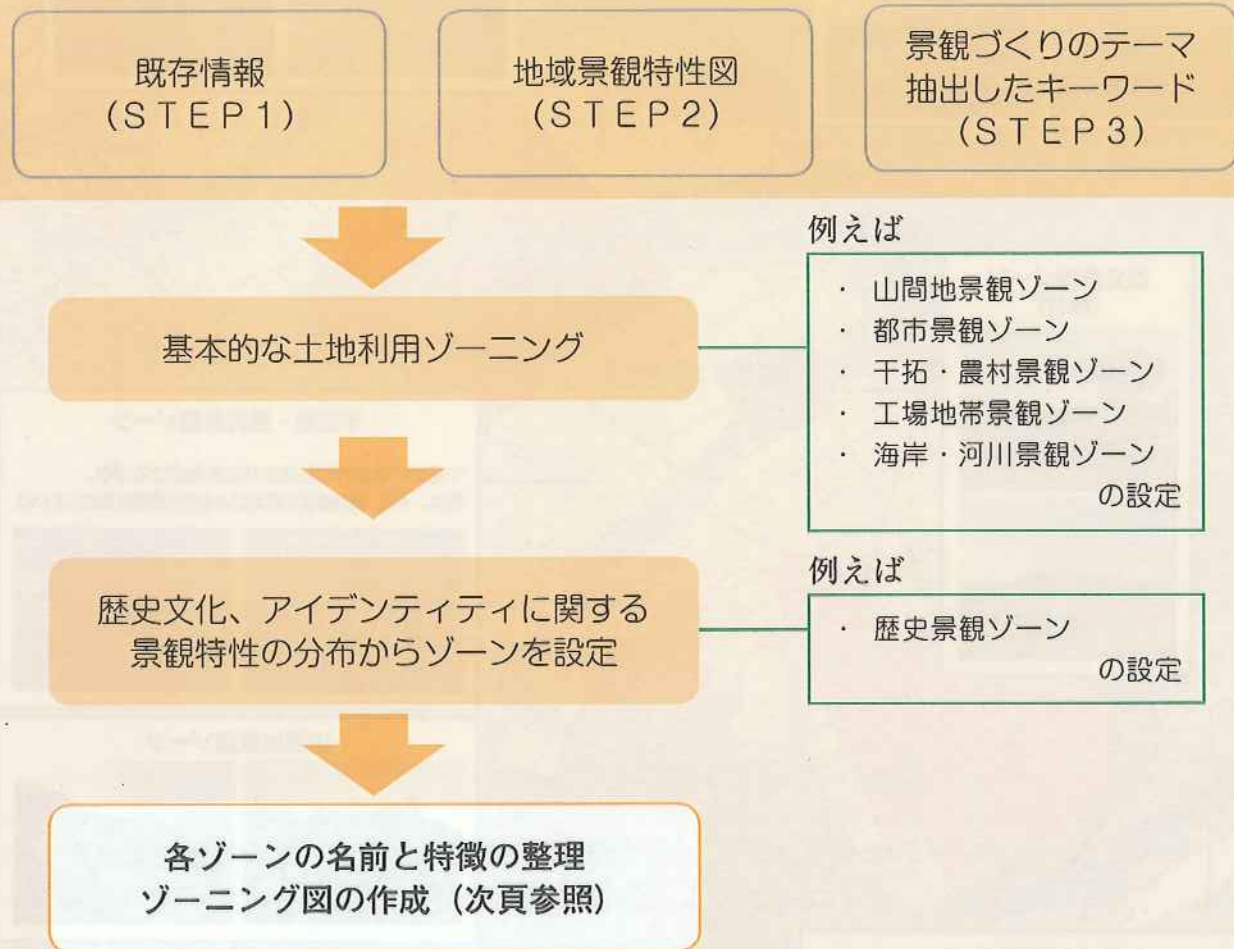 既存情報
(STEP1)
地域景観特性図
(STEP2)
景観づくりのテーマ
抽出したキーワード
(STEP3)
基本的な土地利用ゾーニング
例えば
・ 山間地景観ゾーン
・ 都市景観ゾーン
・ 干拓・農村景観ゾーン
・ 工場地帯景観ゾーン
・ 海岸・河川景観ゾーン
の設定
歴史文化、アイデンティティに関する
景観特性の分布からゾーンを設定
例えば
・ 歴史景観ゾーン
の設定
各ゾーンの名前と特徴の整理
ゾーニング図の作成（次頁参照）